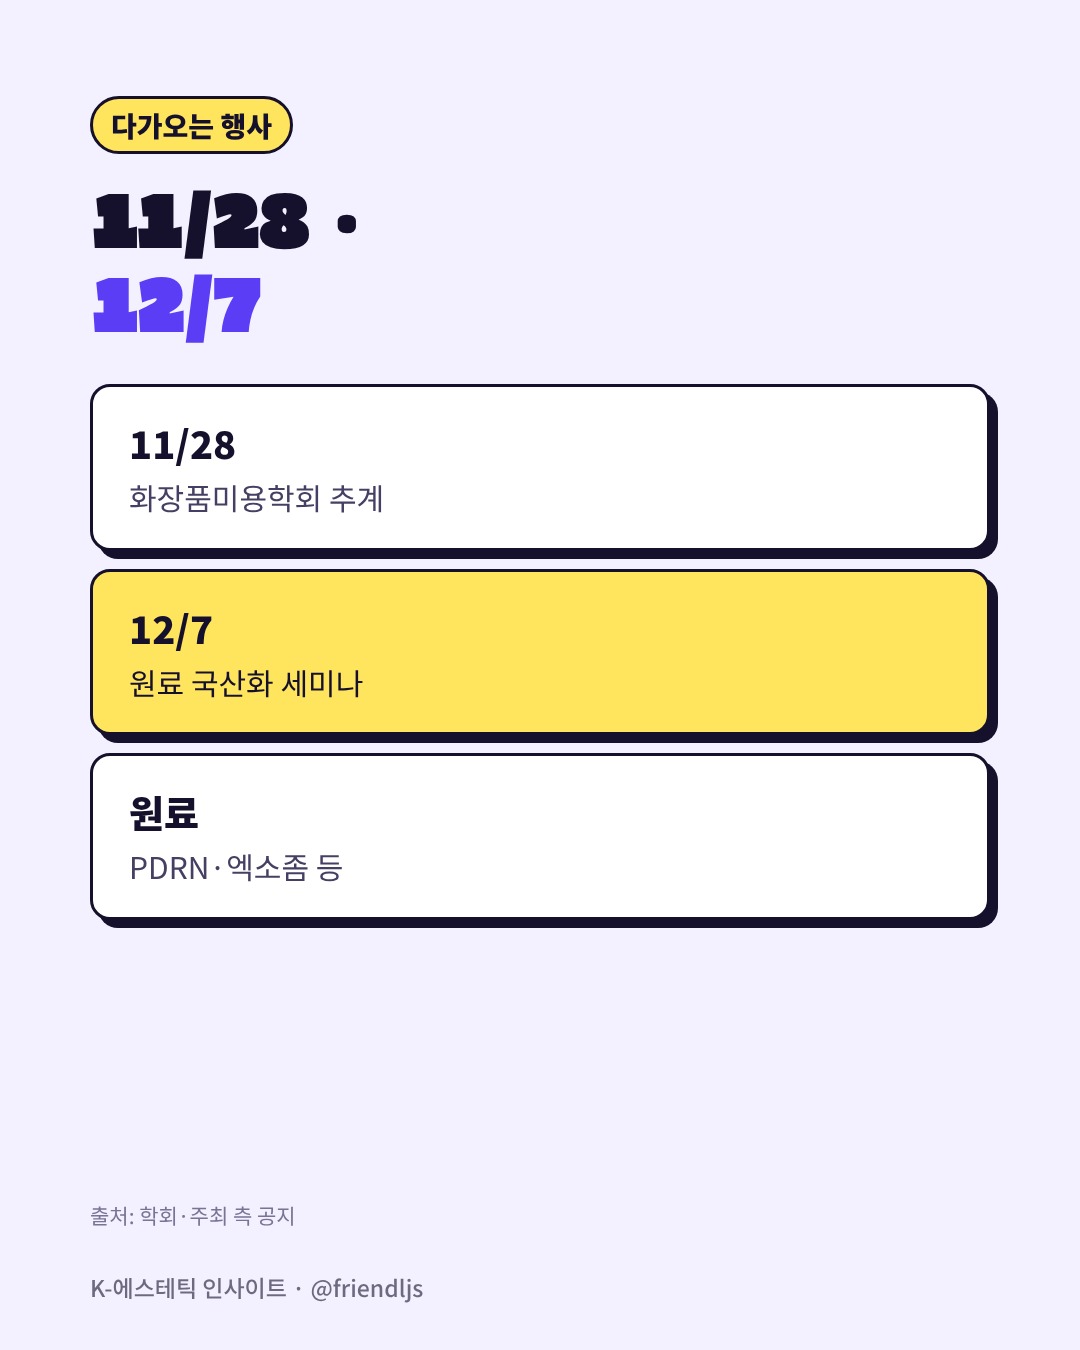 다가오는 행사
11/28 ·
12/7
11/28
화장품미용학회 추계
12/7
원료 국산화 세미나
원료
PDRN·엑소좀 등
출처: 학회·주최 측 공지
K-에스테틱 인사이트 · @friendljs